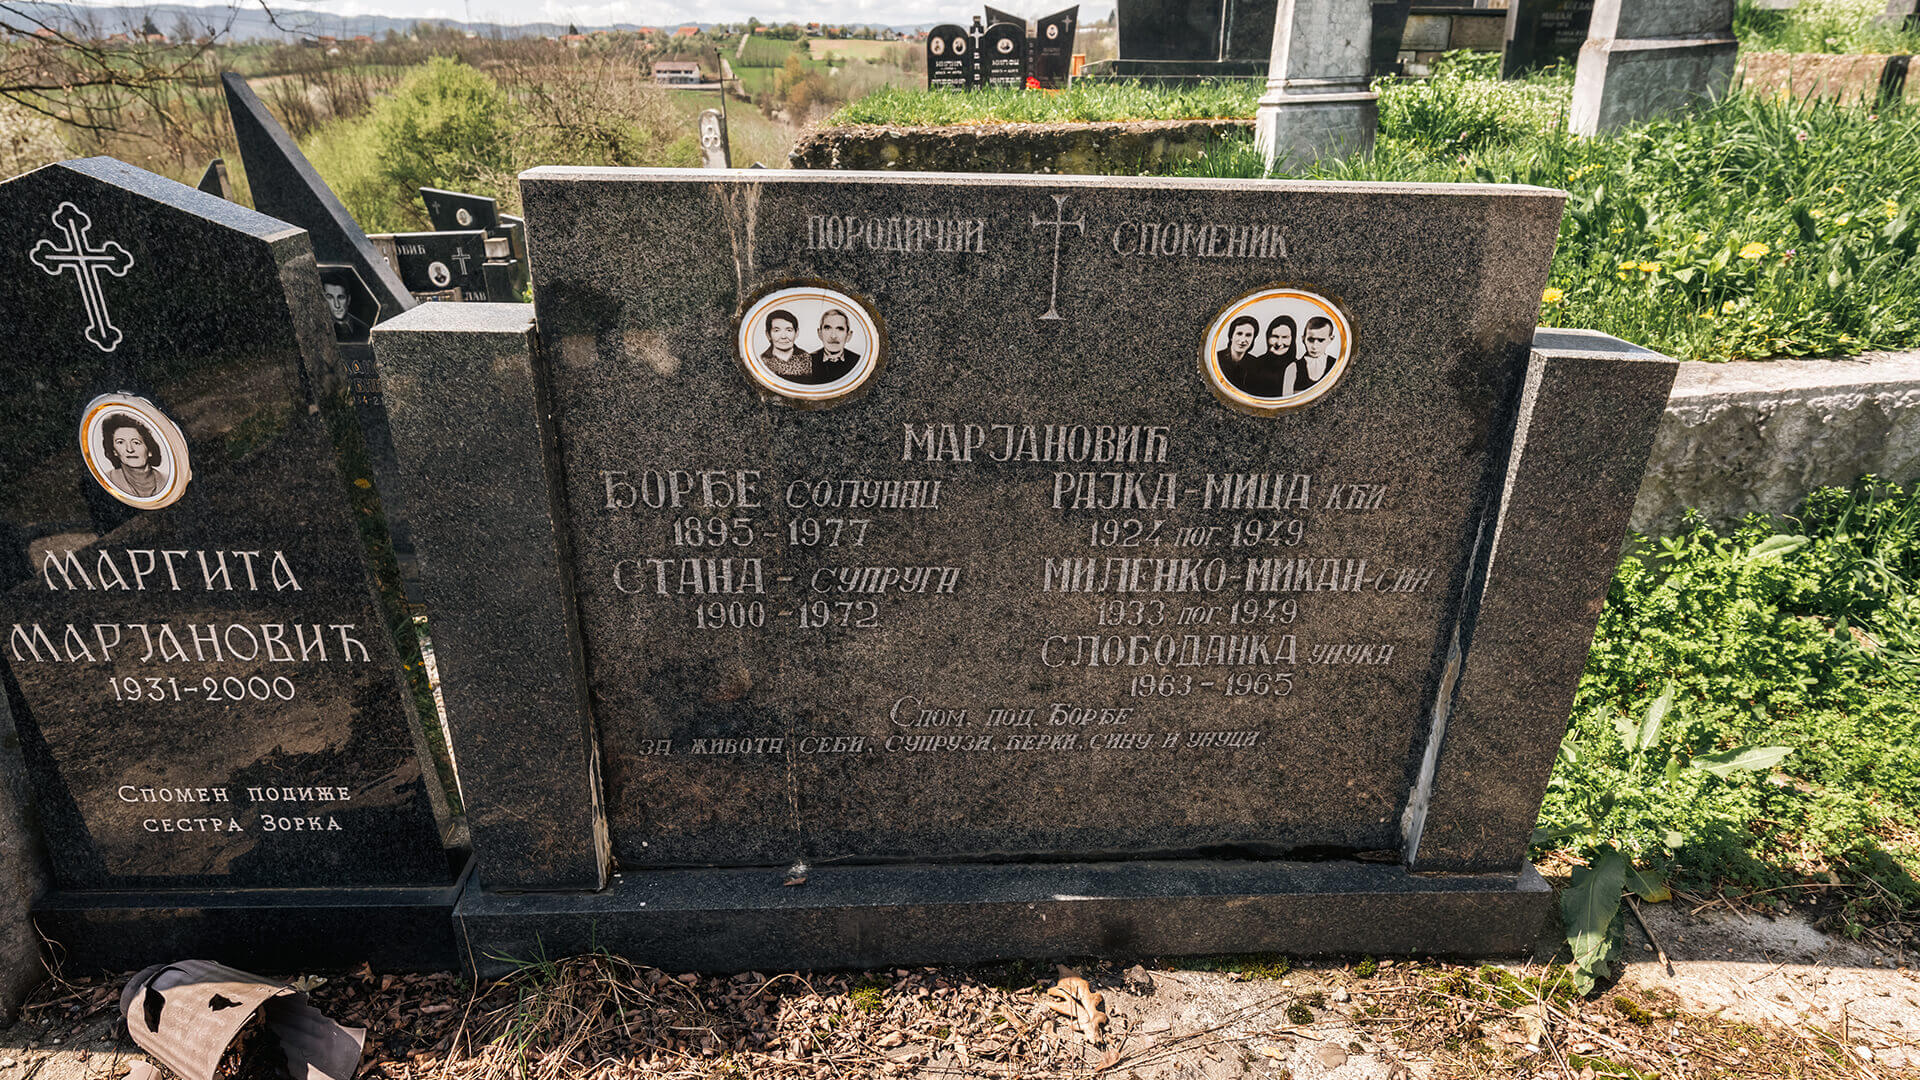 МАРГИТА
МАРЈАНОВИЋ
1931-2000
СПОМЕН ПОДИЖЕ
СЕСТРА ЗОРКА
ПОРОДИЧНИ СПОМЕНИК
МАРЈАНОВИЋ
ЂОРЂЕ СОЛУНАЦ
1895-1977
СТАНА - СУПРУГА
1900-1972
РАЈКА-МИЦА КЋИ
1924 ПОГ. 1949
МИЛЕНКО-МИКАН-СИН
1933 ПОГ. 1949
СЛОБОДАНКА УНУКА
1963-1965
СПОМ. ПОД. ЂОРЂЕ
ЗА ЖИВОТА СЕБИ, СУПРУЗИ, ЂЕРКИ, СИНУ И УНУЦИ.